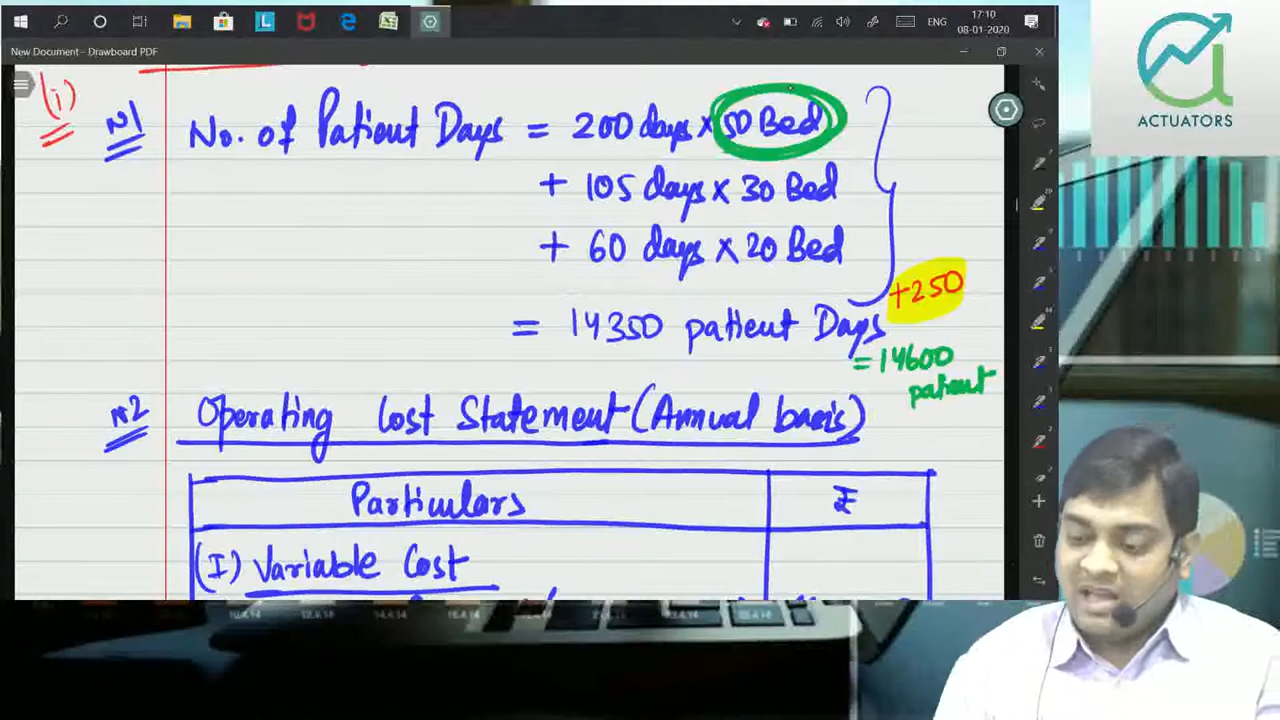 17:10
ENG
08-01-2020
New Document - Drawboard PDF
ACTUATORS
(i)
N1 No. of Patient Days = 200 days x 50 Bed
+ 105 days x 30 Bed
+ 60 days x 20 Bed
+250
= 14350 patient Days
= 14600
patient
N2 Operating Cost Statement (Annual basis)
Particulars ₹
(I) Variable Cost